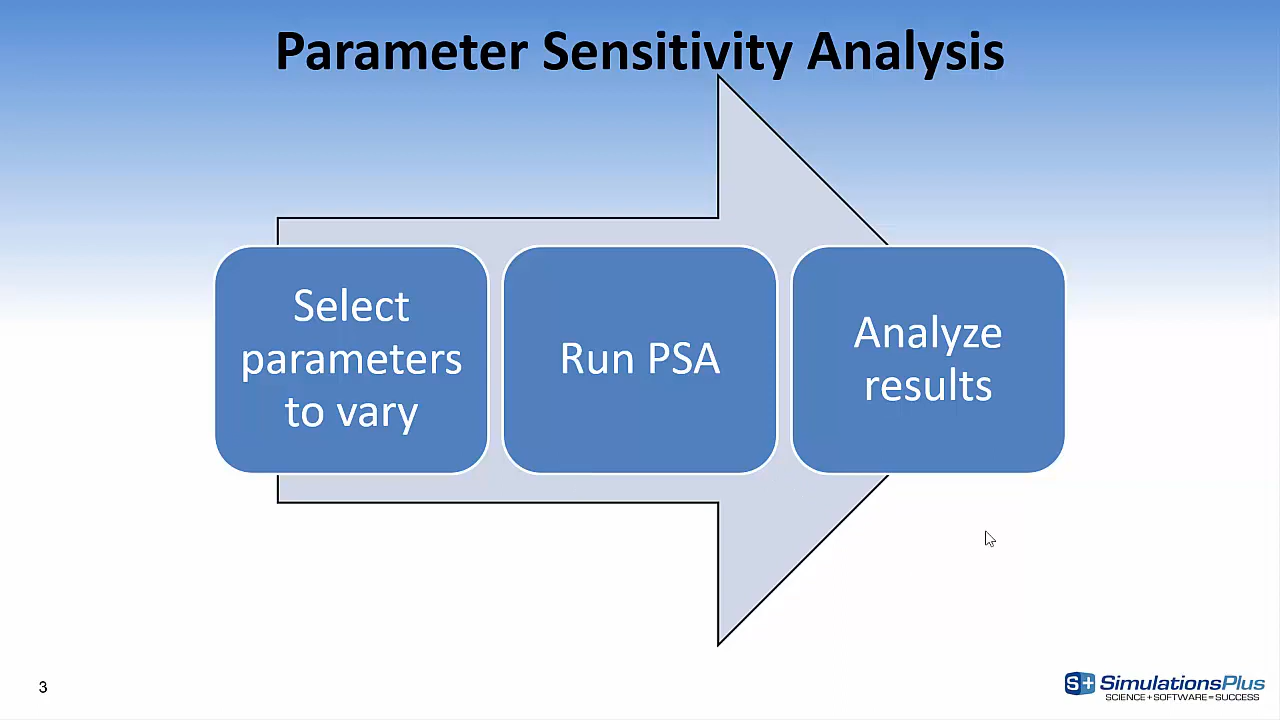 Parameter Sensitivity Analysis
Select
parameters
to vary
Run PSA
Analyze
results
3
S+ SimulationsPlus
SCIENCE+SOFTWARE=SUCCESS